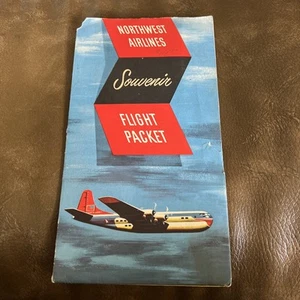 NORTHWEST
AIRLINES
Souvenir
FLIGHT
PACKET